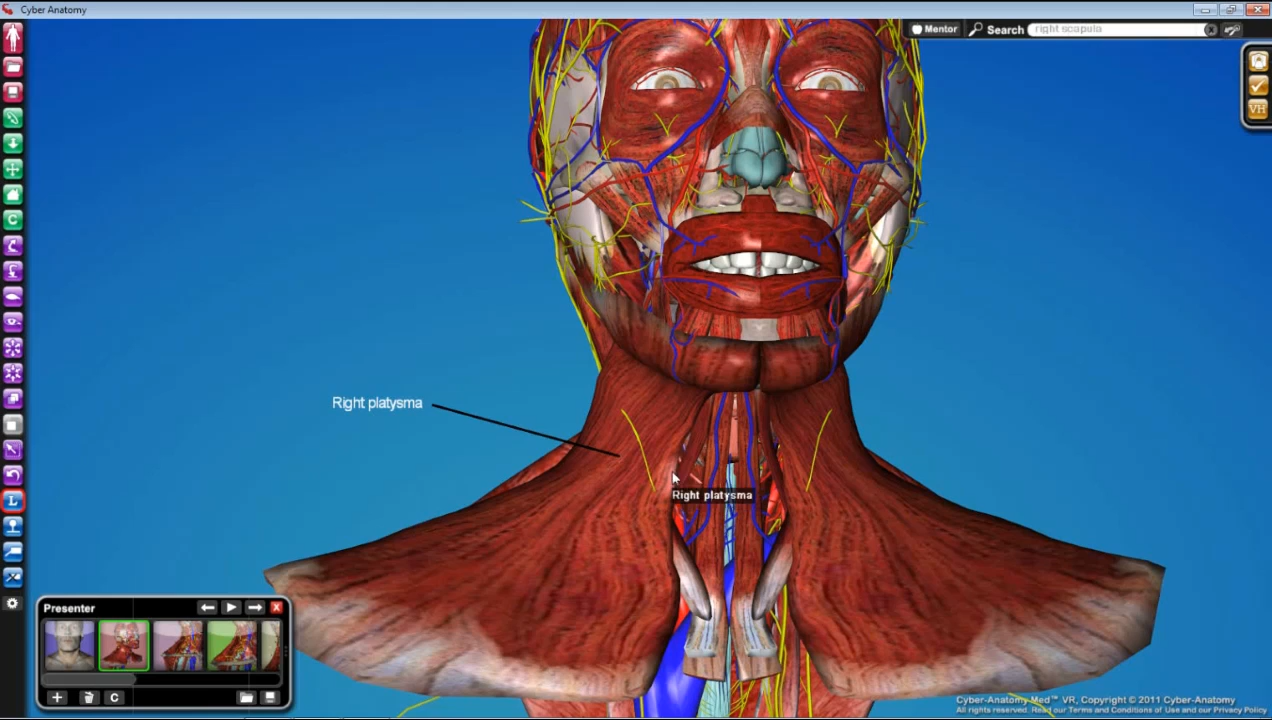 Cyber Anatomy
Mentor
Search
right scapula
VH
C
Right platysma
Right platysma
L
Presenter
C
Cyber-Anatomy Med™ VR, Copyright © 2011 Cyber-Anatomy
All rights reserved. Read our Terms and Conditions of Use and our Privacy Policy